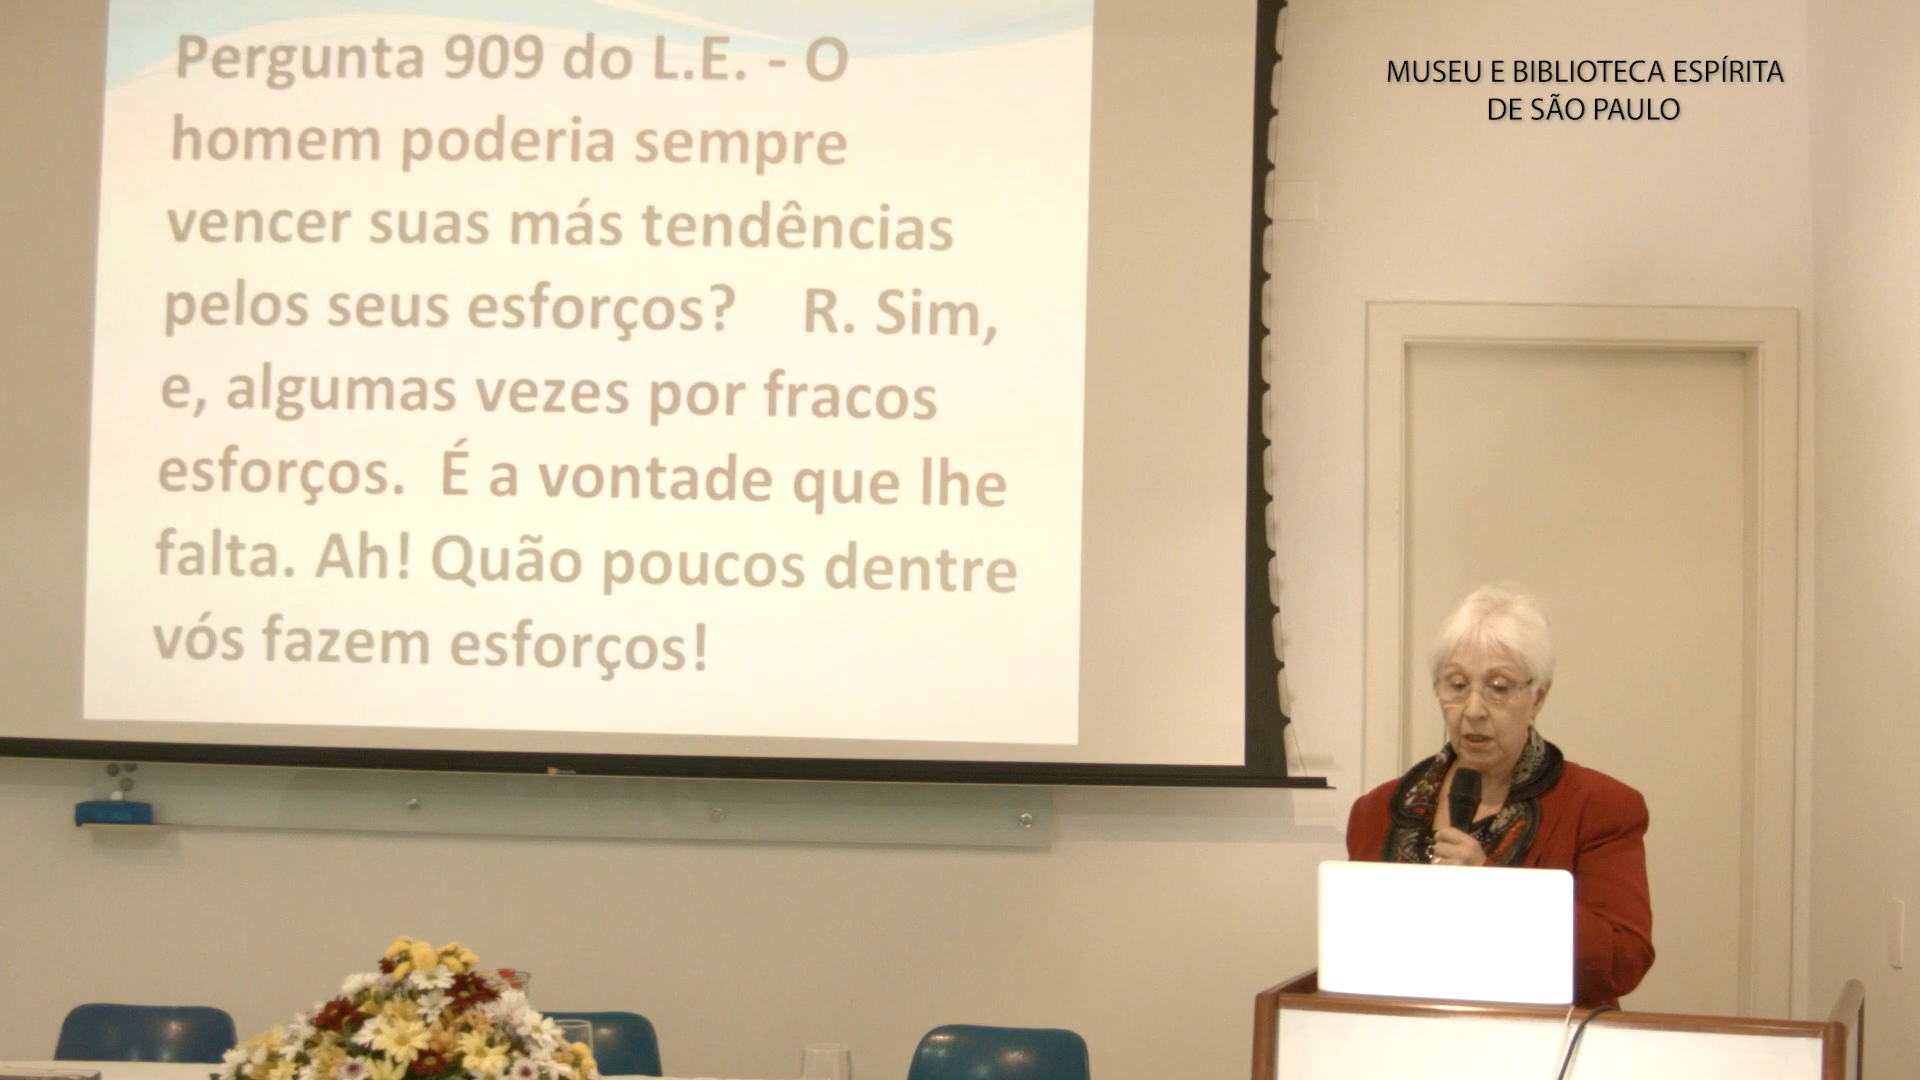 Pergunta 909 do L.E. - O
homem poderia sempre
vencer suas más tendências
pelos seus esforços? R. Sim,
e, algumas vezes por fracos
esforços. É a vontade que lhe
falta. Ah! Quão poucos dentre
vós fazem esforços!
MUSEU E BIBLIOTECA ESPÍRITA
DE SÃO PAULO